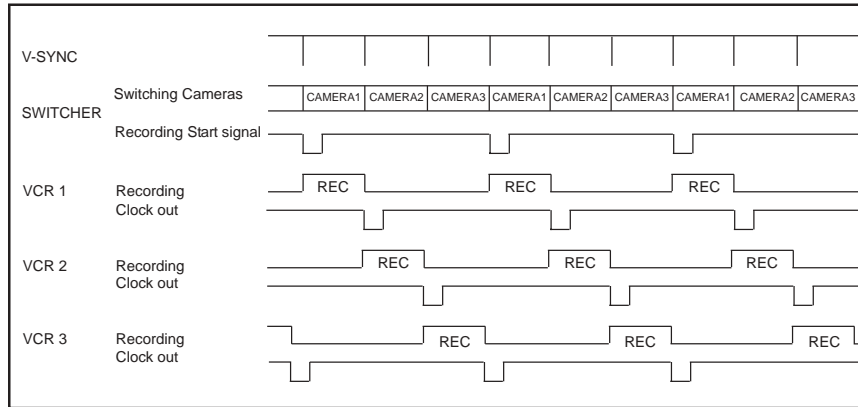 V-SYNC
SWITCHER
Switching Cameras
CAMERA1 CAMERA2 CAMERA3 CAMERA1 CAMERA2 CAMERA3 CAMERA1 CAMERA2 CAMERA3
Recording Start signal
VCR 1 Recording REC REC REC
Clock out
VCR 2 Recording REC REC REC
Clock out
VCR 3 Recording REC REC REC
Clock out